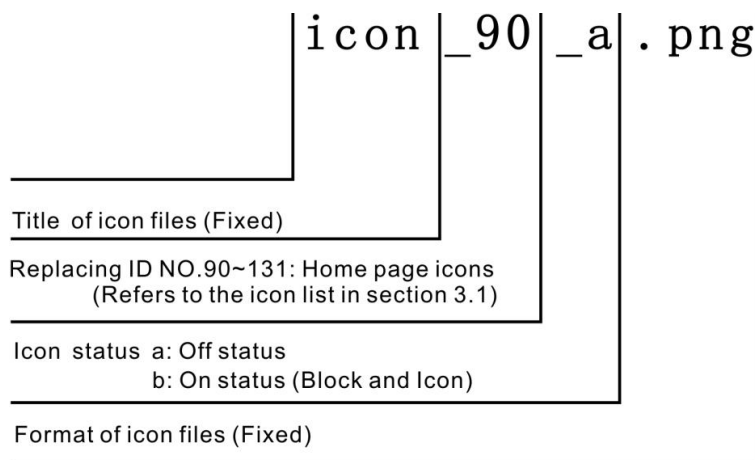 icon_90_a.png
Title of icon files (Fixed)
Replacing ID NO.90~131: Home page icons
(Refers to the icon list in section 3.1)
Icon status a: Off status
b: On status (Block and Icon)
Format of icon files (Fixed)